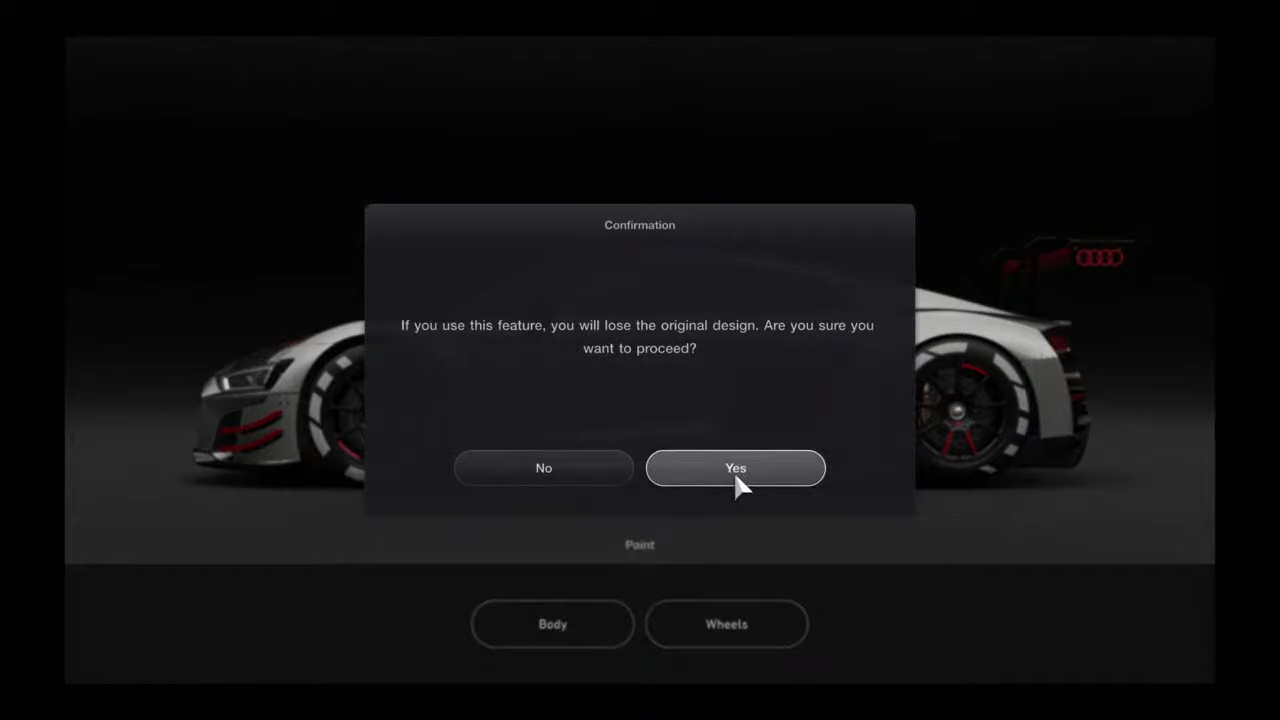 Confirmation
If you use this feature, you will lose the original design. Are you sure you
want to proceed?
No
Yes
Paint
Body
Wheels